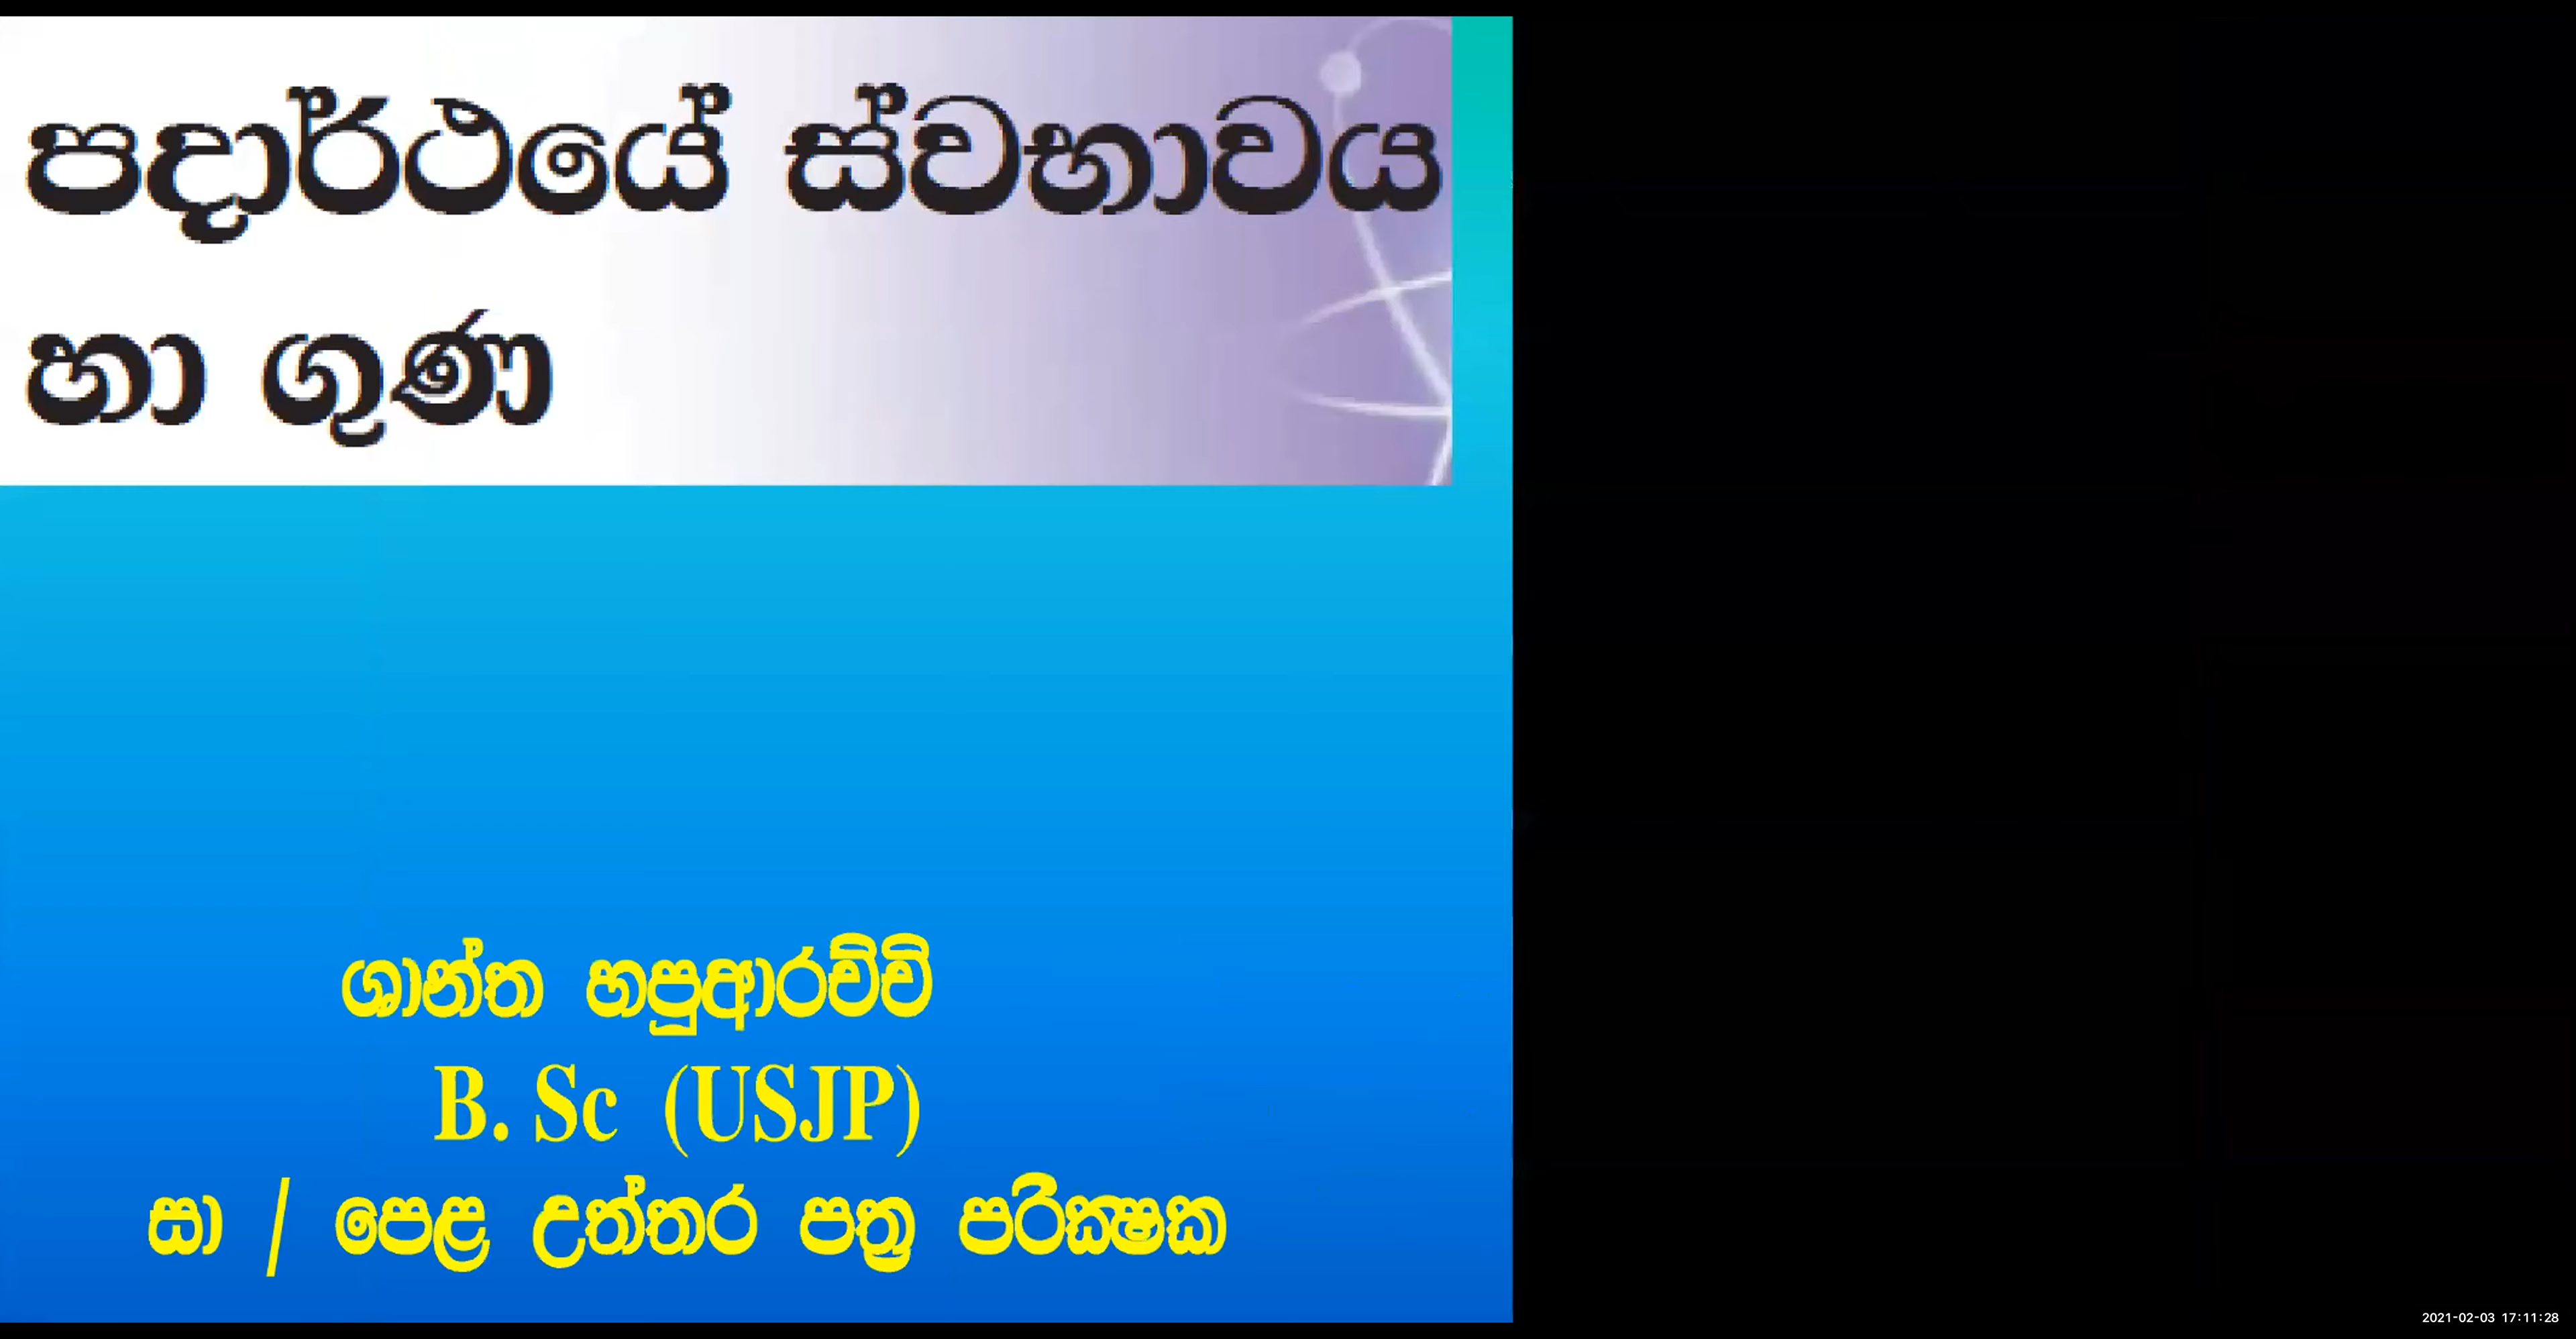 පදාර්ථයේ ස්වභාවය
හා ගුණ
ශාන්ත හපුආරච්චි
B. Sc (USJP)
සා / පෙළ උත්තර පත්‍ර පරීක්ෂක
2021-02-03 17:11:28